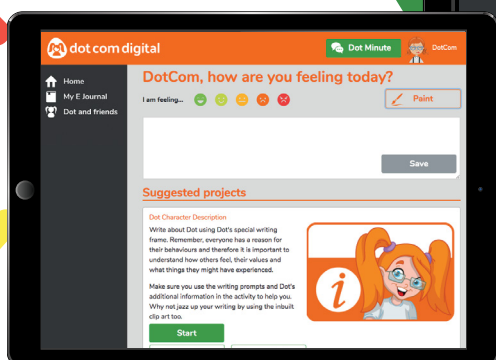 dot com digital
Dot Minute
DotCom
Home
My E Journal
Dot and friends
DotCom, how are you feeling today?
I am feeling...
Paint
Save
Suggested projects
Dot Character Description
Write about Dot using Dot's special writing
frame. Remember, everyone has a reason for
their behaviours and therefore it is important to
understand how others feel, their values and
what things they might have experienced.
Make sure you use the writing prompts and Dot's
additional information in the activity to help you.
Why not jazz up your writing by using the inbuilt
clip art too.
i
Start